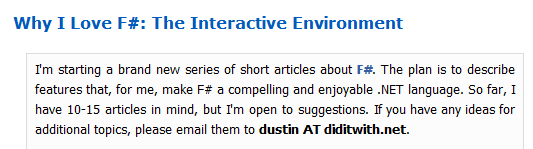 Why I Love F#: The Interactive Environment
I'm starting a brand new series of short articles about F#. The plan is to describe
features that, for me, make F# a compelling and enjoyable .NET language. So far, I
have 10-15 articles in mind, but I'm open to suggestions. If you have any ideas for
additional topics, please email them to dustin AT diditwith.net.